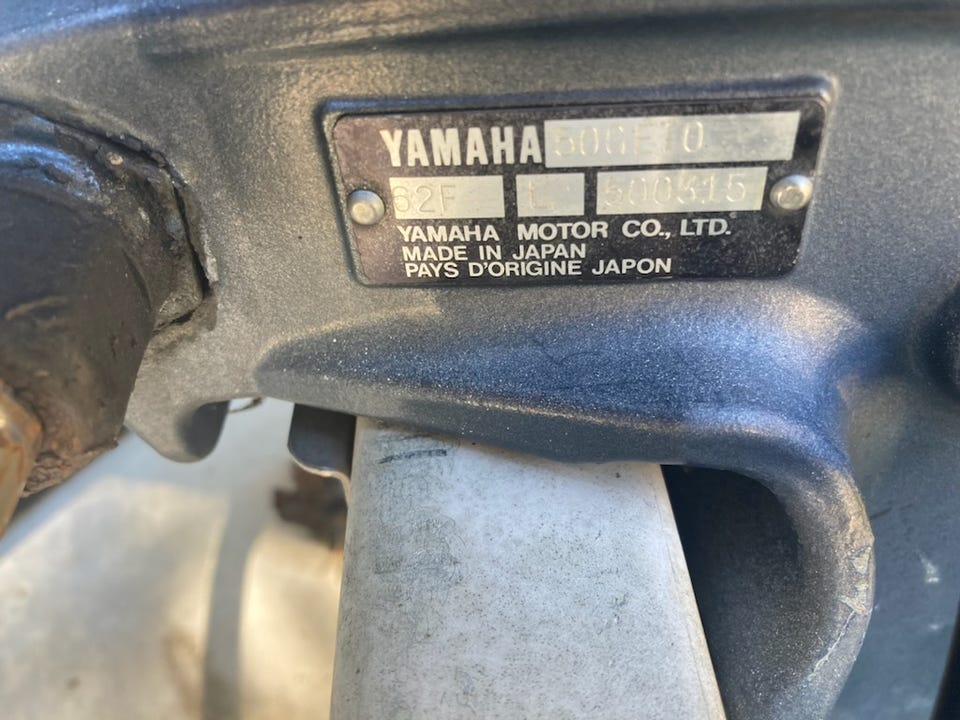 YAMAHA 50GETO
62F L 500315
YAMAHA MOTOR CO., LTD.
MADE IN JAPAN
PAYS D'ORIGINE JAPON